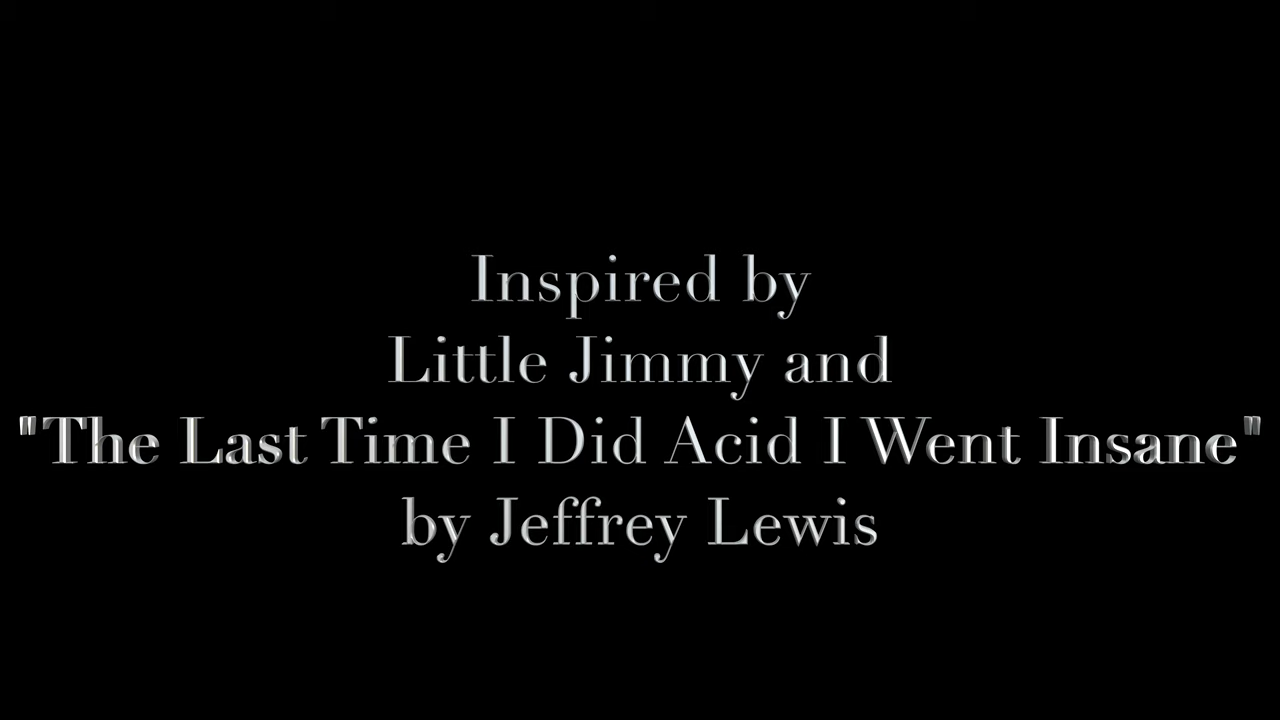 Inspired by
Little Jimmy and
"The Last Time I Did Acid I Went Insane"
by Jeffrey Lewis